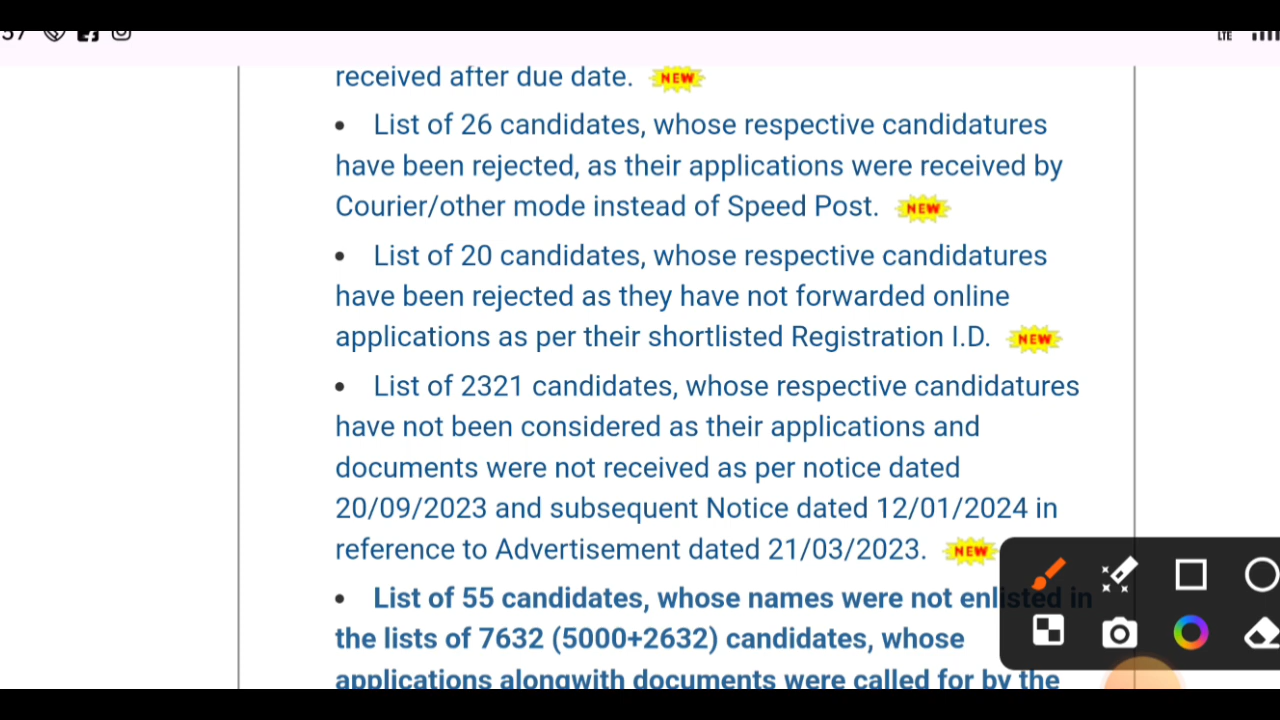 57
LTE
received after due date. NEW
• List of 26 candidates, whose respective candidatures
have been rejected, as their applications were received by
Courier/other mode instead of Speed Post. NEW
• List of 20 candidates, whose respective candidatures
have been rejected as they have not forwarded online
applications as per their shortlisted Registration I.D. NEW
• List of 2321 candidates, whose respective candidatures
have not been considered as their applications and
documents were not received as per notice dated
20/09/2023 and subsequent Notice dated 12/01/2024 in
reference to Advertisement dated 21/03/2023. NEW
• List of 55 candidates, whose names were not enlisted in
the lists of 7632 (5000+2632) candidates, whose
applications alongwith documents were called for by the